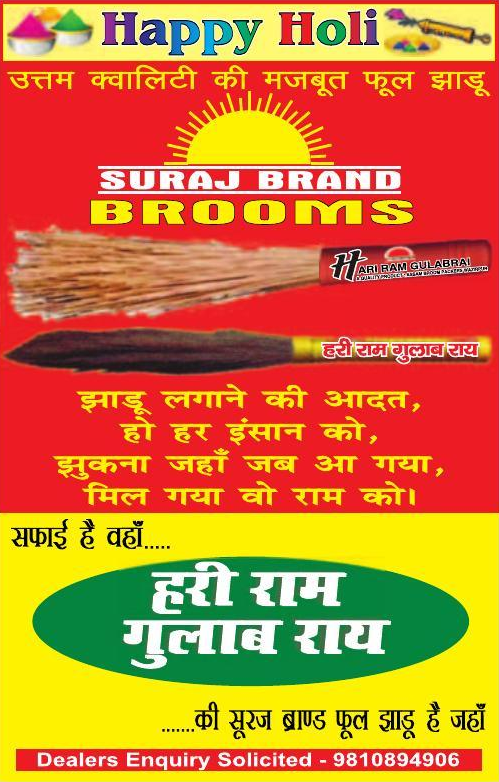 Happy Holi
उत्तम क्वालिटी की मजबूत फूल झाडू
SURAJ BRAND
BROOMS
HARI RAM GULABRAI
हरी राम गुलाब राय
झाडू लगाने की आदत,
हो हर इंसान को,
झुकना जहाँ जब आ गया,
मिल गया वो राम को।
सफाई है वहाँ.....
हरी राम
गुलाब राय
.......की सूरज ब्राण्ड फूल झाडू है जहाँ
Dealers Enquiry Solicited - 9810894906